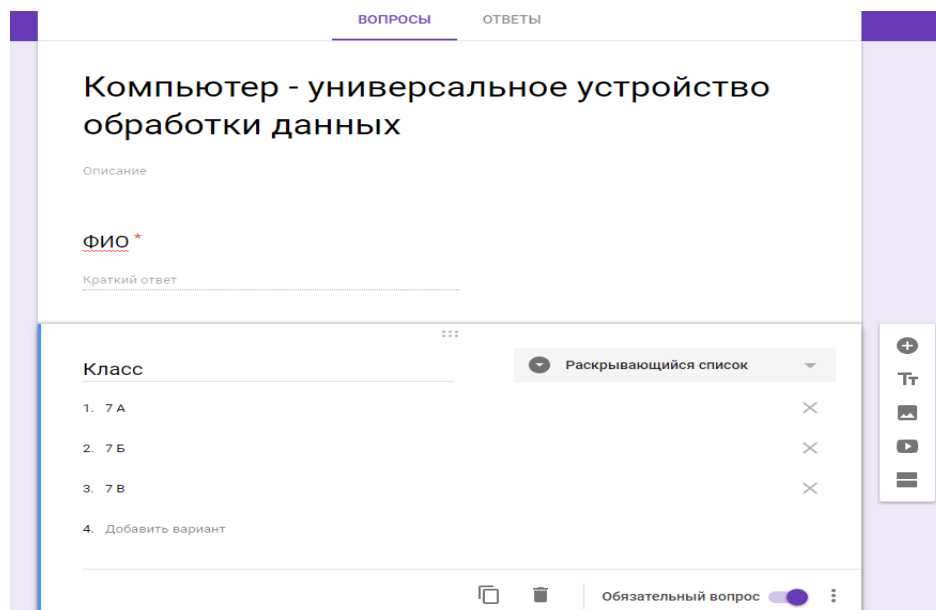 ВОПРОСЫ ОТВЕТЫ
Компьютер - универсальное устройство
обработки данных
Описание
ФИО *
Краткий ответ
Класс
Раскрывающийся список
1. 7 А
2. 7 Б
3. 7 В
4. Добавить вариант
Обязательный вопрос